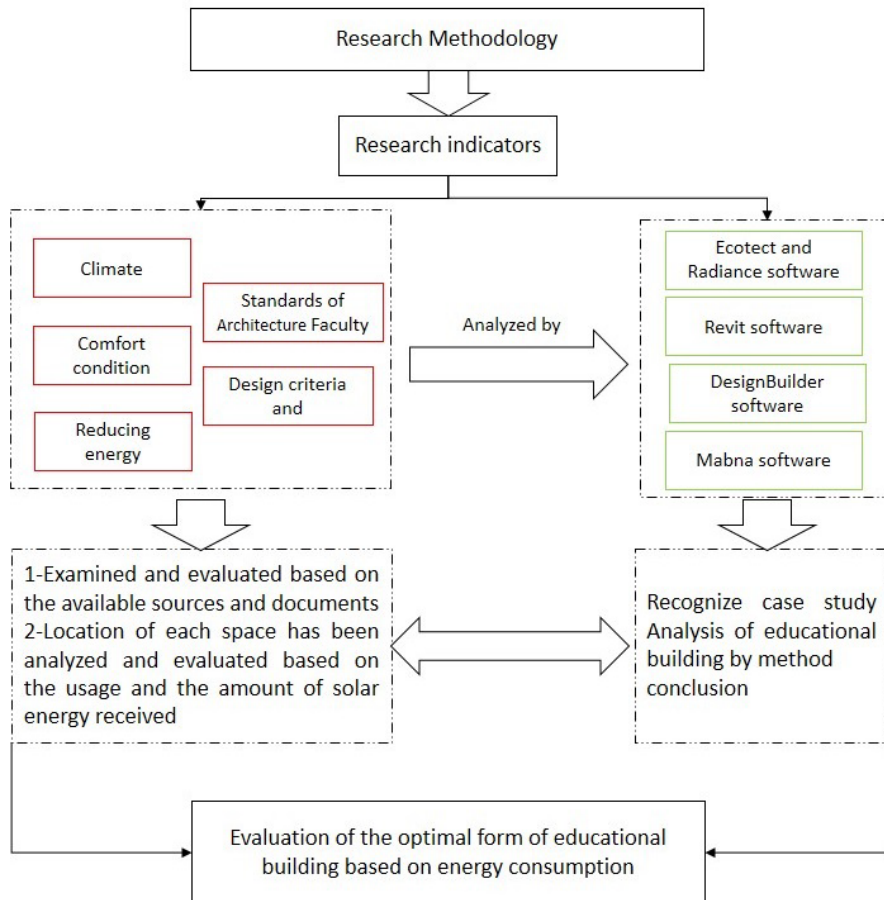 Research Methodology
Research indicators
Climate
Standards of
Architecture Faculty
Comfort
condition
Design criteria
and
Reducing
energy
Analyzed by
Ecotect and
Radiance software
Revit software
DesignBuilder
software
Mabna software
1-Examined and evaluated based on
the available sources and documents
2-Location of each space has been
analyzed and evaluated based on
the usage and the amount of solar
energy received
Recognize case study
Analysis of educational
building by method
conclusion
Evaluation of the optimal form of educational
building based on energy consumption